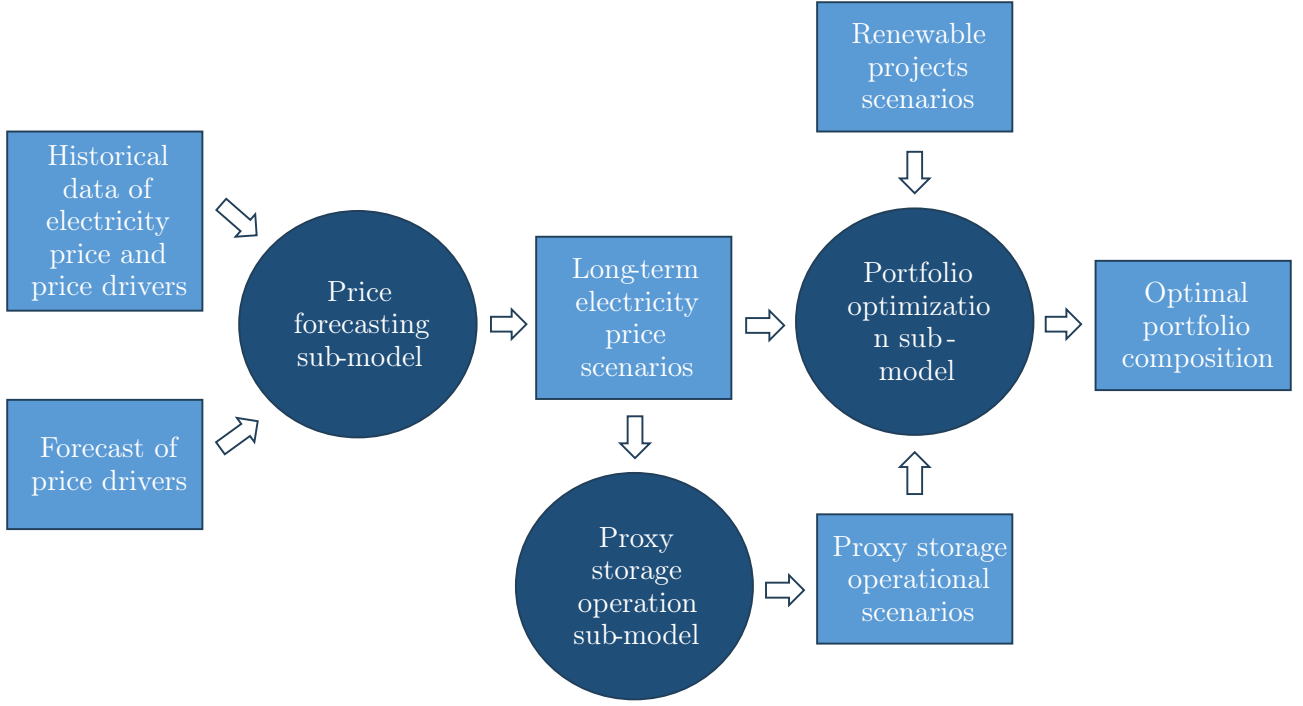 Renewable
projects
scenarios
Historical
data of
electricity
price and
price drivers
Price
forecasting
sub-model
Long-term
electricity
price
scenarios
Portfolio
optimizatio
n sub-
model
Optimal
portfolio
composition
Forecast of
price drivers
Proxy
storage
operation
sub-model
Proxy storage
operational
scenarios